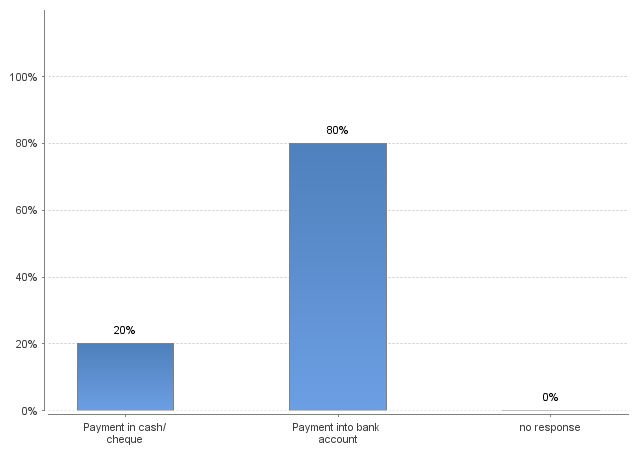 100%
80%
60%
40%
20%
0%
20%
80%
0%
Payment in cash/
cheque
Payment into bank
account
no response